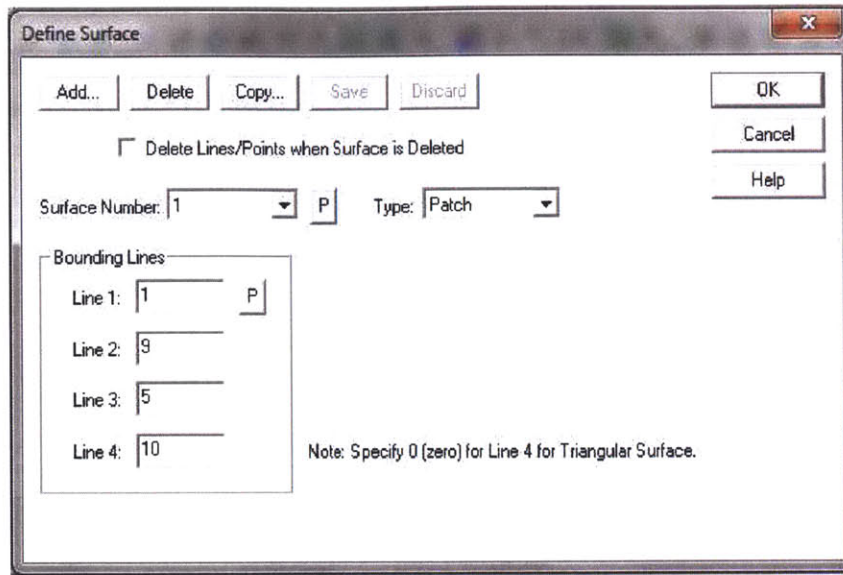 Define Surface
x
Add... Delete Copy... Save Discard OK
Cancel
Delete Lines/Points when Surface is Deleted
Help
Surface Number: 1 P Type: Patch
Bounding Lines
Line 1: 1 P
Line 2: 9
Line 3: 5
Line 4: 10 Note: Specify 0 (zero) for Line 4 for Triangular Surface.